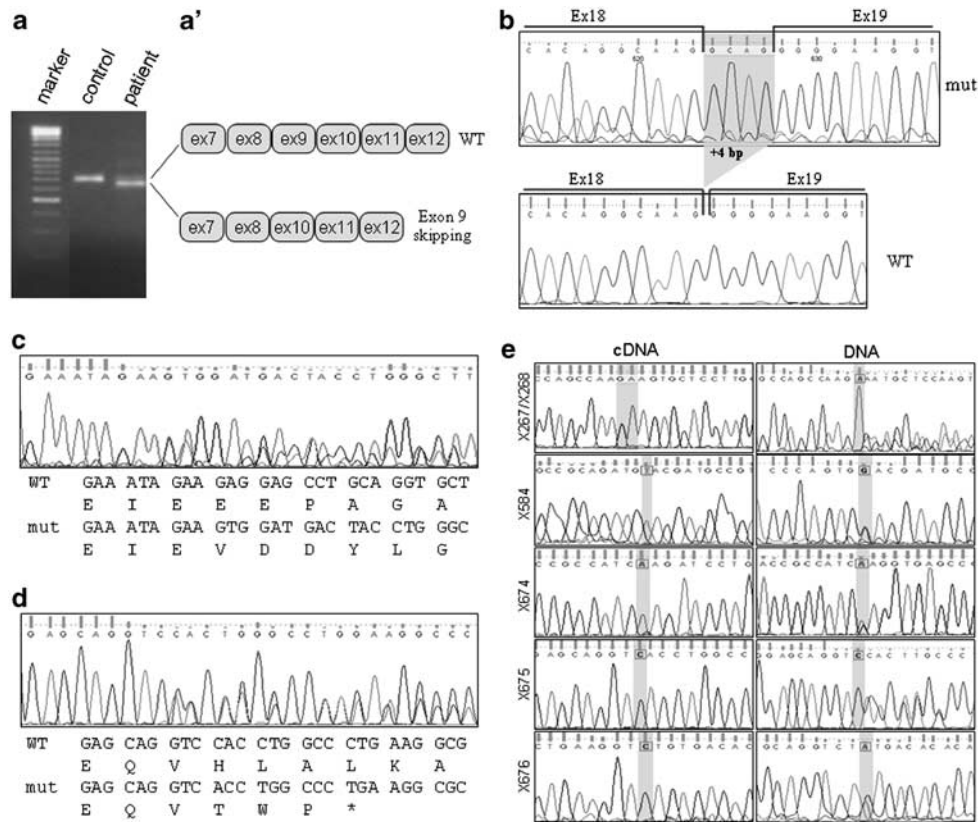 a
a'
marker
control
patient
ex7 ex8 ex9 ex10 ex11 ex12 WT
ex7 ex8 ex10 ex11 ex12 Exon 9
skipping
b
Ex18 Ex19
C A C A G G C A A G G C A G G G G A A G G T
620 630
mut
+4 bp
Ex18 Ex19
C A C A G G C A A G G G G A A G G T
WT
c
G A A A T A G A A G T G G A T G A C T A C C T G G G C T T
WT GAA ATA GAA GAG GAG CCT GCA GGT GCT
E I E E E P A G A
mut GAA ATA GAA GTG GAT GAC TAC CTG GGC
E I E V D D Y L G
d
G A G C A G G T C C A C T G G G C C T G G A A G G C C C
WT GAG CAG GTC CAC CTG GCC CTG AAG GCG
E Q V H L A L K A
mut GAG CAG GTC ACC TGG CCC TGA AGG CGC
E Q V T W P *
e
cDNA DNA
X267/X268
C C A G C C A A G A A G T G C T C C T T G
G C C A G C C A A G A A A T G C T C C A A G T
X584
G C C G C A G A T G T A C G A T G C C G T
C C C A G T G G A C G A T G C
X674
C C G C C A T C A A G A T C C T G
A C C G C C A T C A A G G T G A G C C
X675
G A G C A G G T C A C C T G G C C
G G A G C A G G T C C A C T T G C C C
X676
C T G A A G G T C T G T G A C A C
G C A G G T C T A T G A C A C A C A